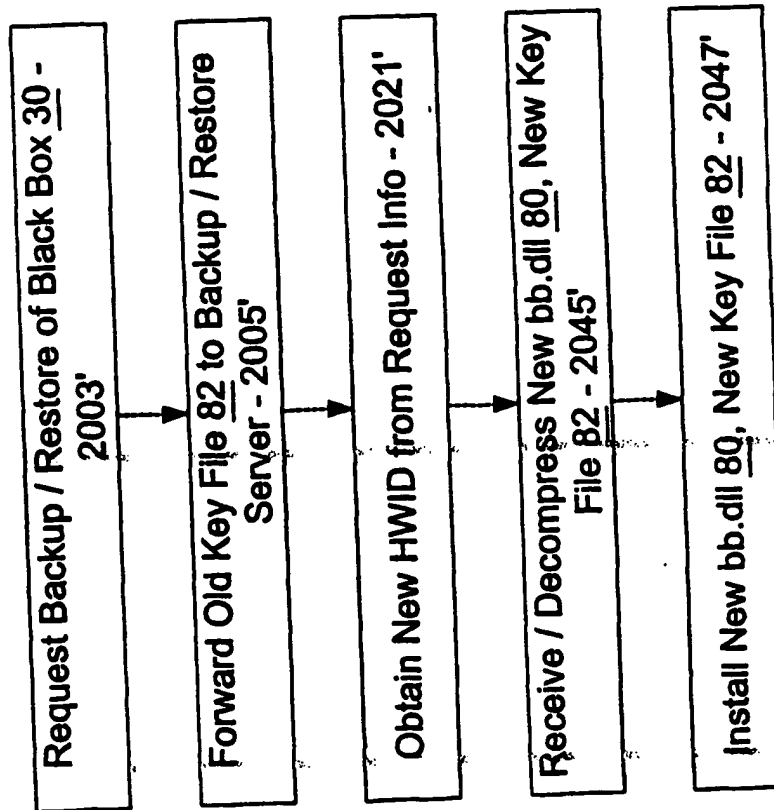 Request Backup / Restore of Black Box 30 -
2003'
Forward Old Key File 82 to Backup / Restore
Server - 2005'
Obtain New HWID from Request Info - 2021'
Receive / Decompress New bb.dll 80, New Key
File 82 - 2045'
Install New bb.dll 80, New Key File 82 - 2047'